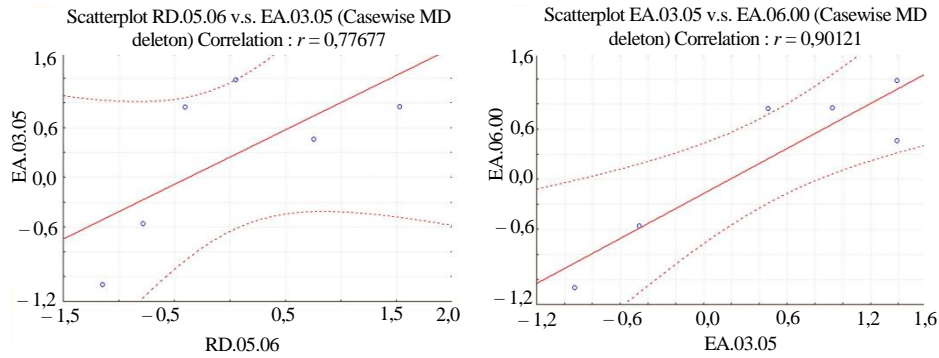 Scatterplot RD.05.06 v.s. EA.03.05 (Casewise MD
deleton) Correlation : r = 0,77677
1,6
0,6
0,0
– 0,6
– 1,2
EA.03.05
– 1,5
– 0,5
0,5
1,5
2,0
RD.05.06
Scatterplot EA.03.05 v.s. EA.06.00 (Casewise MD
deleton) Correlation : r = 0,90121
1,6
0,6
0,0
– 0,6
– 1,2
EA.06.00
– 1,2
– 0,6
0,0
0,6
1,2
1,6
EA.03.05